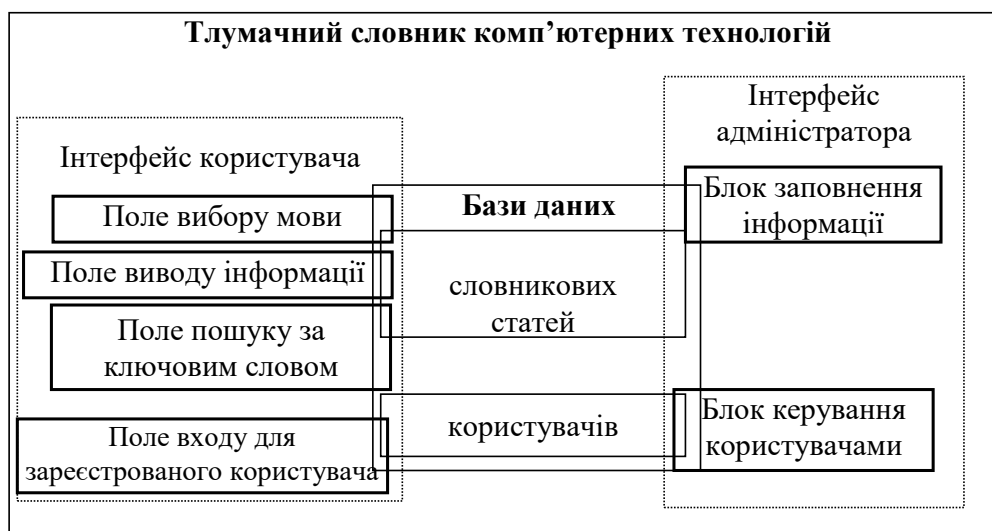 Тлумачний словник комп’ютерних технологій
Інтерфейс користувача
Поле вибору мови
Поле виводу інформації
Поле пошуку за
ключовим словом
Поле входу для
зареєстрованого користувача
Бази даних
словникових
статей
користувачів
Інтерфейс
адміністратора
Блок заповнення
інформації
Блок керування
користувачами